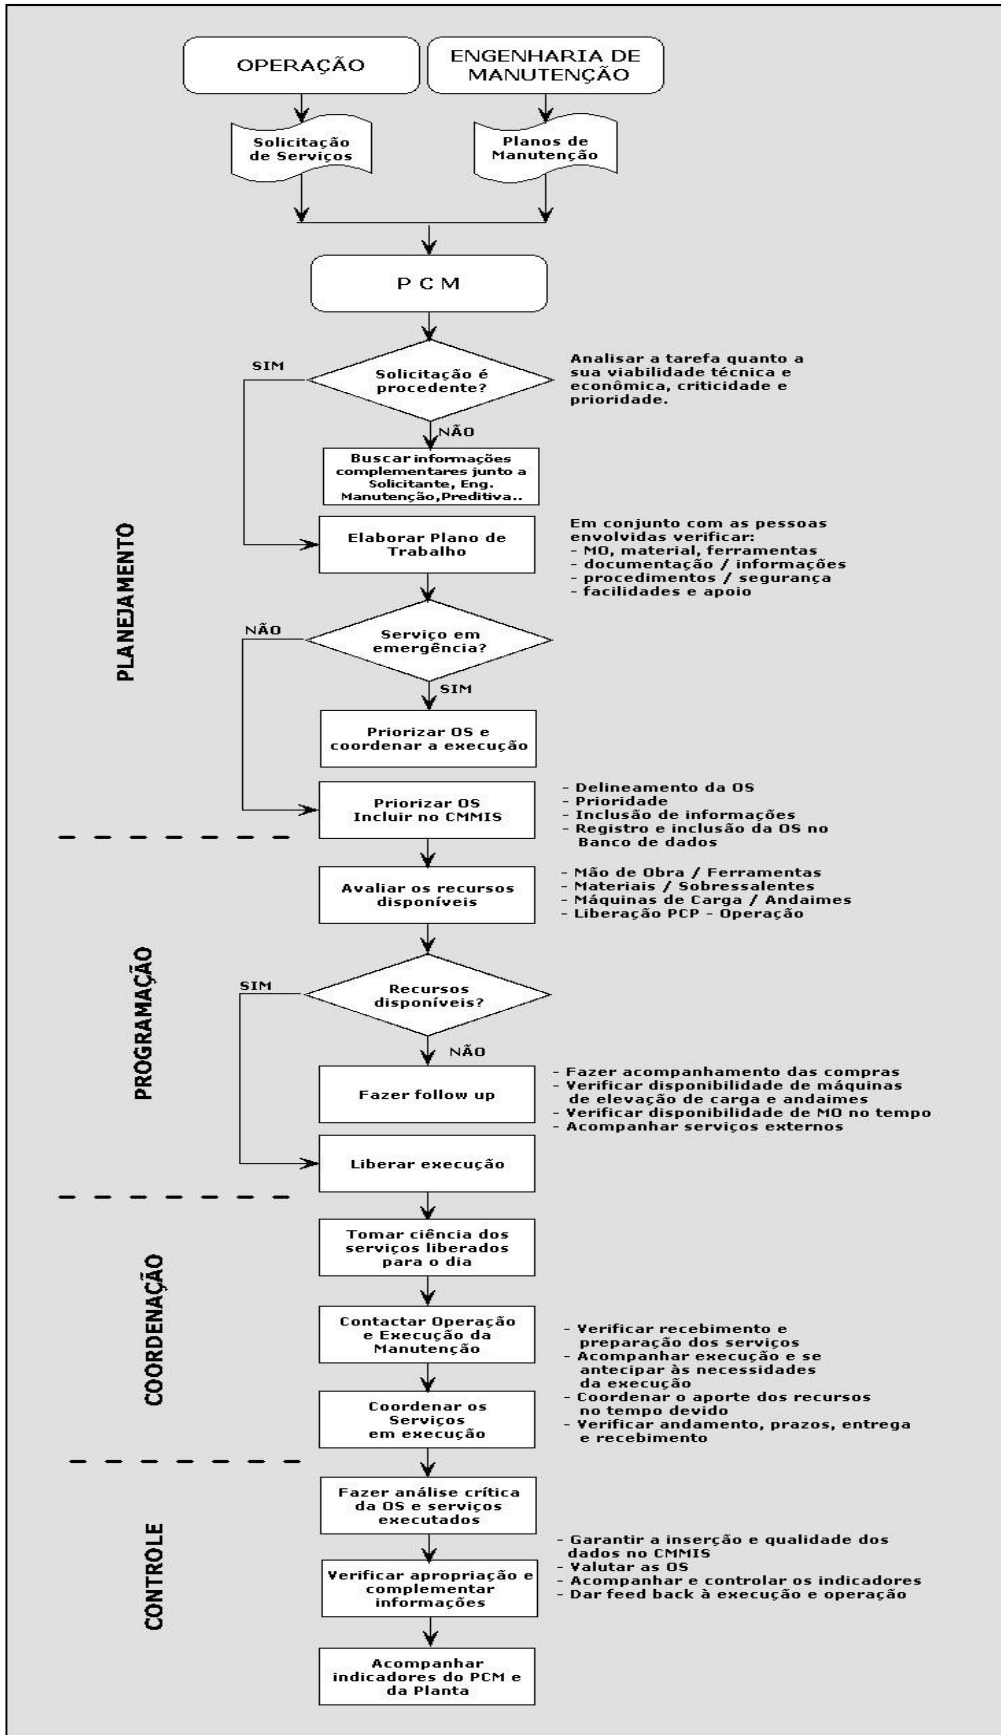 OPERAÇÃO
ENGENHARIA DE
MANUTENÇÃO
Solicitação
de Serviços
Planos de
Manutenção
P C M
SIM
Solicitação é
procedente?
Analisar a tarefa quanto a
sua viabilidade técnica e
econômica, criticidade e
prioridade.
NÃO
Buscar informações
complementares junto a
Solicitante, Eng.
Manutenção,Preditiva..
PLANEJAMENTO
Elaborar Plano de
Trabalho
Em conjunto com as pessoas
envolvidas verificar:
- MO, material, ferramentas
- documentação / informações
- procedimentos / segurança
- facilidades e apoio
NÃO
Serviço em
emergência?
SIM
Priorizar OS e
coordenar a execução
Priorizar OS
Incluir no CMMIS
- Delineamento da OS
- Prioridade
- Inclusão de informações
- Registro e inclusão da OS no
Banco de dados
Avaliar os recursos
disponíveis
- Mão de Obra / Ferramentas
- Materiais / Sobressalentes
- Máquinas de Carga / Andaimes
- Liberação PCP - Operação
PROGRAMAÇÃO
SIM
Recursos
disponíveis?
NÃO
Fazer follow up
- Fazer acompanhamento das compras
- Verificar disponibilidade de máquinas
de elevação de carga e andaimes
- Verificar disponibilidade de MO no tempo
- Acompanhar serviços externos
Liberar execução
COORDENAÇÃO
Tomar ciência dos
serviços liberados
para o dia
Contactar Operação
e Execução da
Manutenção
- Verificar recebimento e
preparação dos serviços
- Acompanhar execução e se
antecipar às necessidades
da execução
- Coordenar o aporte dos recursos
no tempo devido
- Verificar andamento, prazos, entrega
e recebimento
Coordenar os
Serviços
em execução
CONTROLE
Fazer análise crítica
da OS e serviços
executados
- Garantir a inserção e qualidade dos
dados no CMMIS
- Valutar as OS
- Acompanhar e controlar os indicadores
- Dar feed back à execução e operação
Verificar apropriação e
complementar
informações
Acompanhar
indicadores do PCM e
da Planta